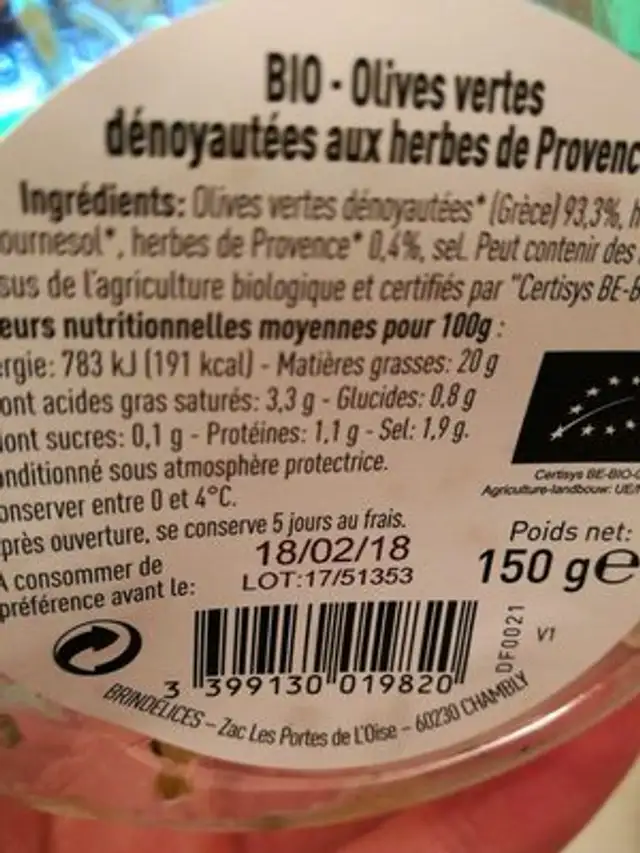 BIO - Olives vertes
dénoyautées aux herbes de Provenc
Ingrédients: Olives vertes dénoyautées* (Grèce) 93,3%, h
ournesol*, herbes de Provence* 0,4%, sel. Peut contenir des
sus de l'agriculture biologique et certifiés par "Certisys BE-B
eurs nutritionnelles moyennes pour 100g :
ergie: 783 kJ (191 kcal) - Matières grasses: 20 g
ont acides gras saturés: 3,3 g - Glucides: 0,8 g
dont sucres: 0,1 g - Protéines: 1,1 g - Sel: 1,9 g.
onditionné sous atmosphère protectrice.
onserver entre 0 et 4°C.
près ouverture, se conserve 5 jours au frais.
A consommer de
préférence avant le:
18/02/18
LOT:17/51353
Certisys BE-BIO-0
Agriculture-landbouw: UE/N
Poids net:
150 g e
DF0021
V1
3 399130 019820
BRINDELICES - Zac Les Portes de L'Oise - 60230 CHAMBLY